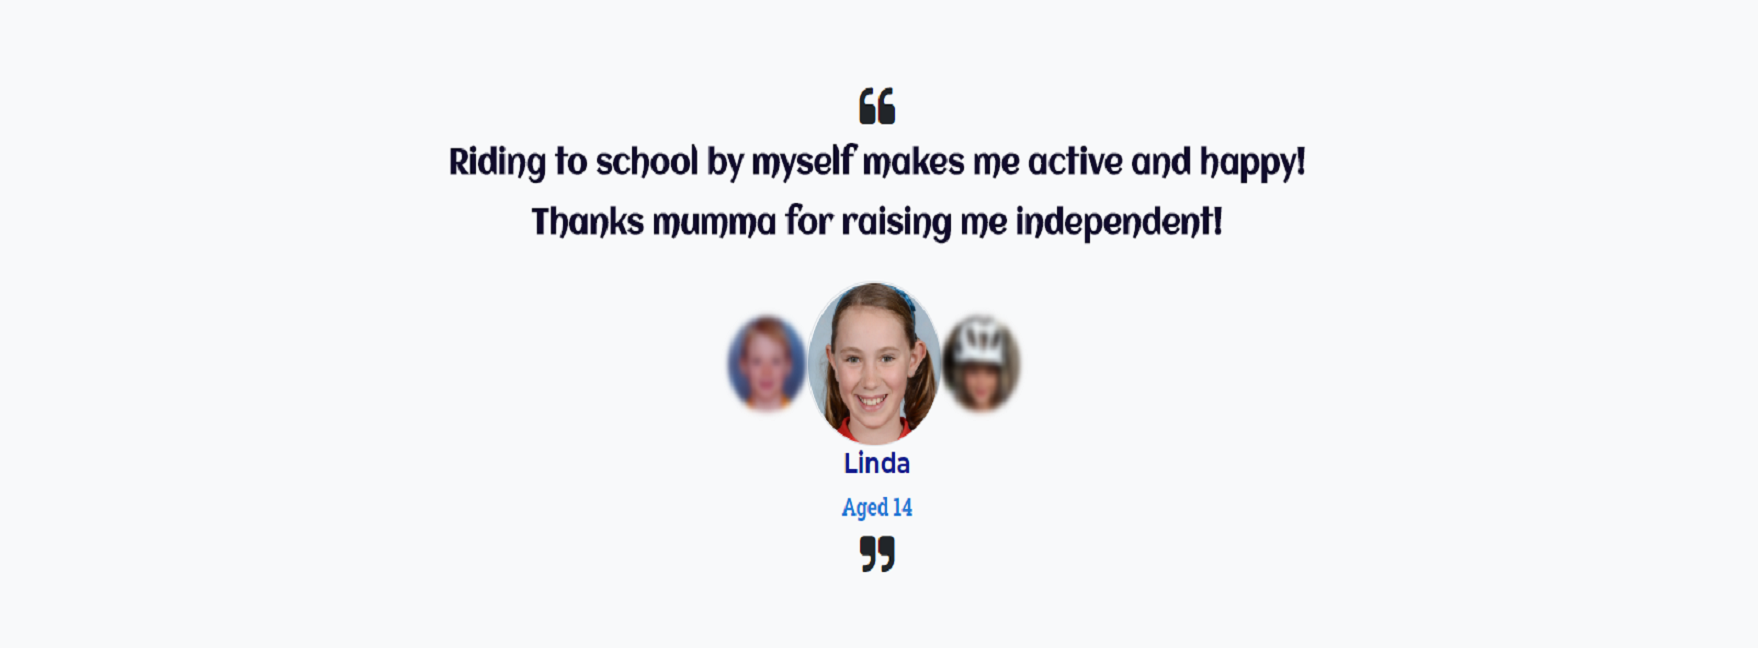 “
Riding to school by myself makes me active and happy!
Thanks mumma for raising me independent!
Linda
Aged 14
”